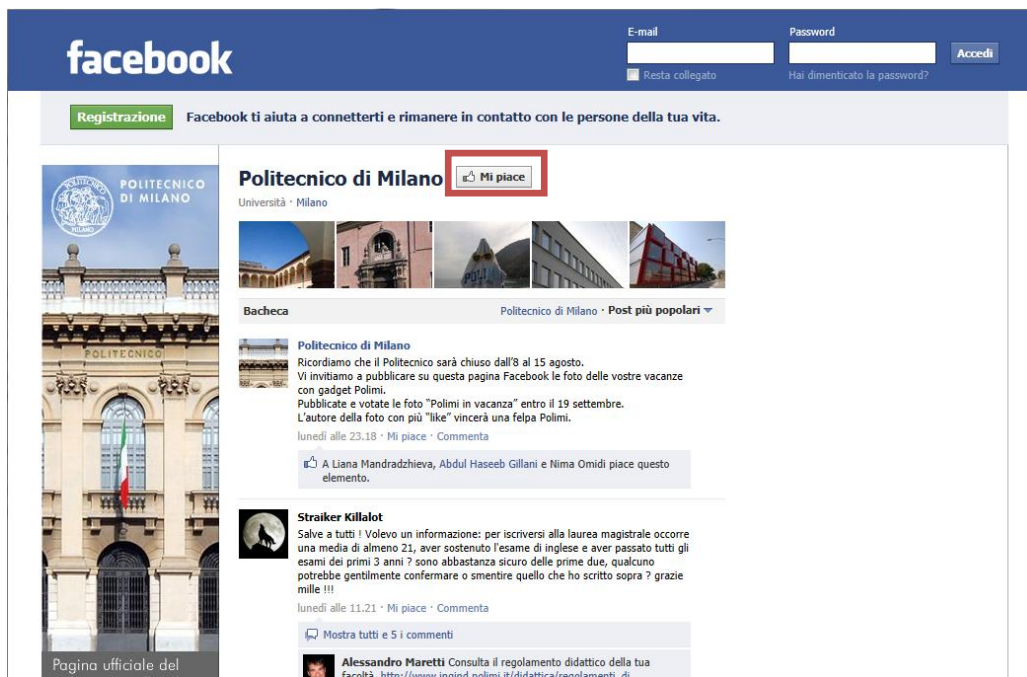 E-mail
Password
facebook
Accedi
Resta collegato
Hai dimenticato la password?
Registrazione
Facebook ti aiuta a connetterti e rimanere in contatto con le persone della tua vita.
POLITECNICO
DI MILANO
MILANO
POLITECNICO
Pagina ufficiale del
Politecnico di Milano
Mi piace
Università · Milano
POLI
Bacheca
Politecnico di Milano · Post più popolari
Politecnico di Milano
Ricordiamo che il Politecnico sarà chiuso dall'8 al 15 agosto.
Vi invitiamo a pubblicare su questa pagina Facebook le foto delle vostre vacanze
con gadget Polimi.
Pubblicate e votate le foto "Polimi in vacanza" entro il 19 settembre.
L'autore della foto con più "like" vincerà una felpa Polimi.
lunedì alle 23.18 · Mi piace · Commenta
A Liana Mandradzhieva, Abdul Haseeb Gillani e Nima Omidi piace questo
elemento.
Straiker Killalot
Salve a tutti ! Volevo un informazione: per iscriversi alla laurea magistrale occorre
una media di almeno 21, aver sostenuto l'esame di inglese e aver passato tutti gli
esami dei primi 3 anni ? sono abbastanza sicuro delle prime due, qualcuno
potrebbe gentilmente confermare o smentire quello che ho scritto sopra ? grazie
mille !!!
lunedì alle 11.21 · Mi piace · Commenta
Mostra tutti e 5 i commenti
Alessandro Maretti Consulta il regolamento didattico della tua
facoltà. http://www.ingind.polimi.it/didattica/regolamenti_di